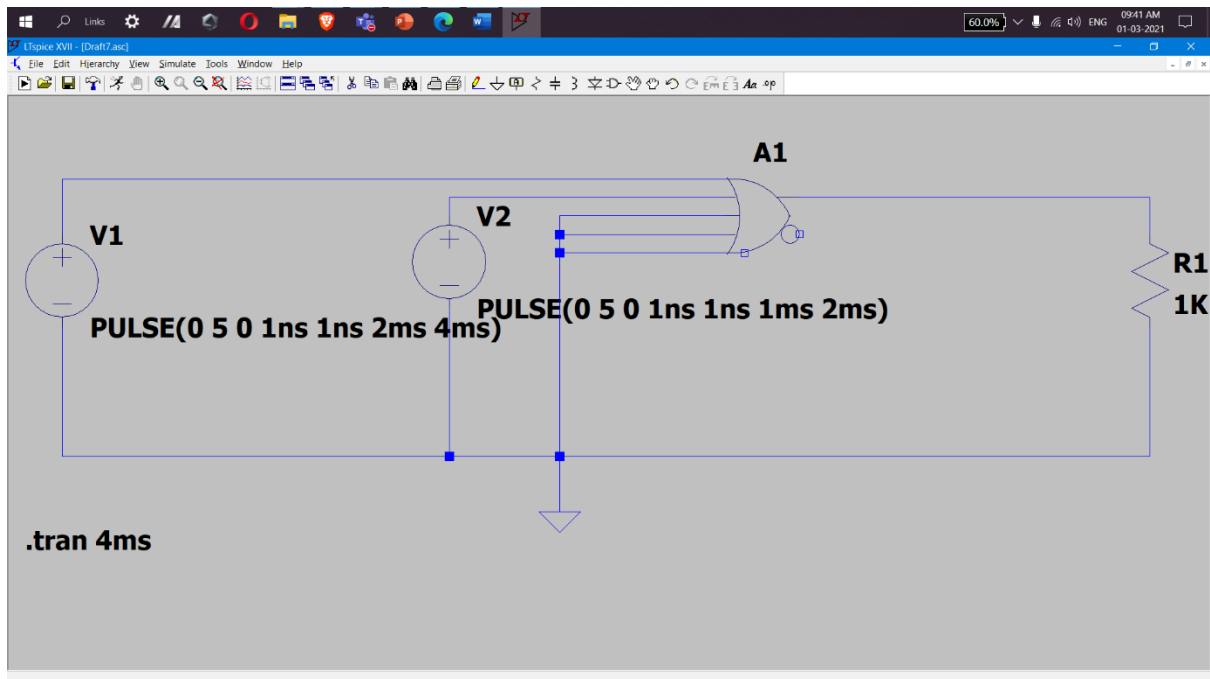 Links
60.0%
ENG
09:41 AM
01-03-2021
LTspice XVII - [Draft7.asc]
File Edit Hierarchy View Simulate Tools Window Help
Aa .op
A1
V1
V2
R1
PULSE(0 5 0 1ns 1ns 1ms 2ms)
1K
PULSE(0 5 0 1ns 1ns 2ms 4ms)
.tran 4ms